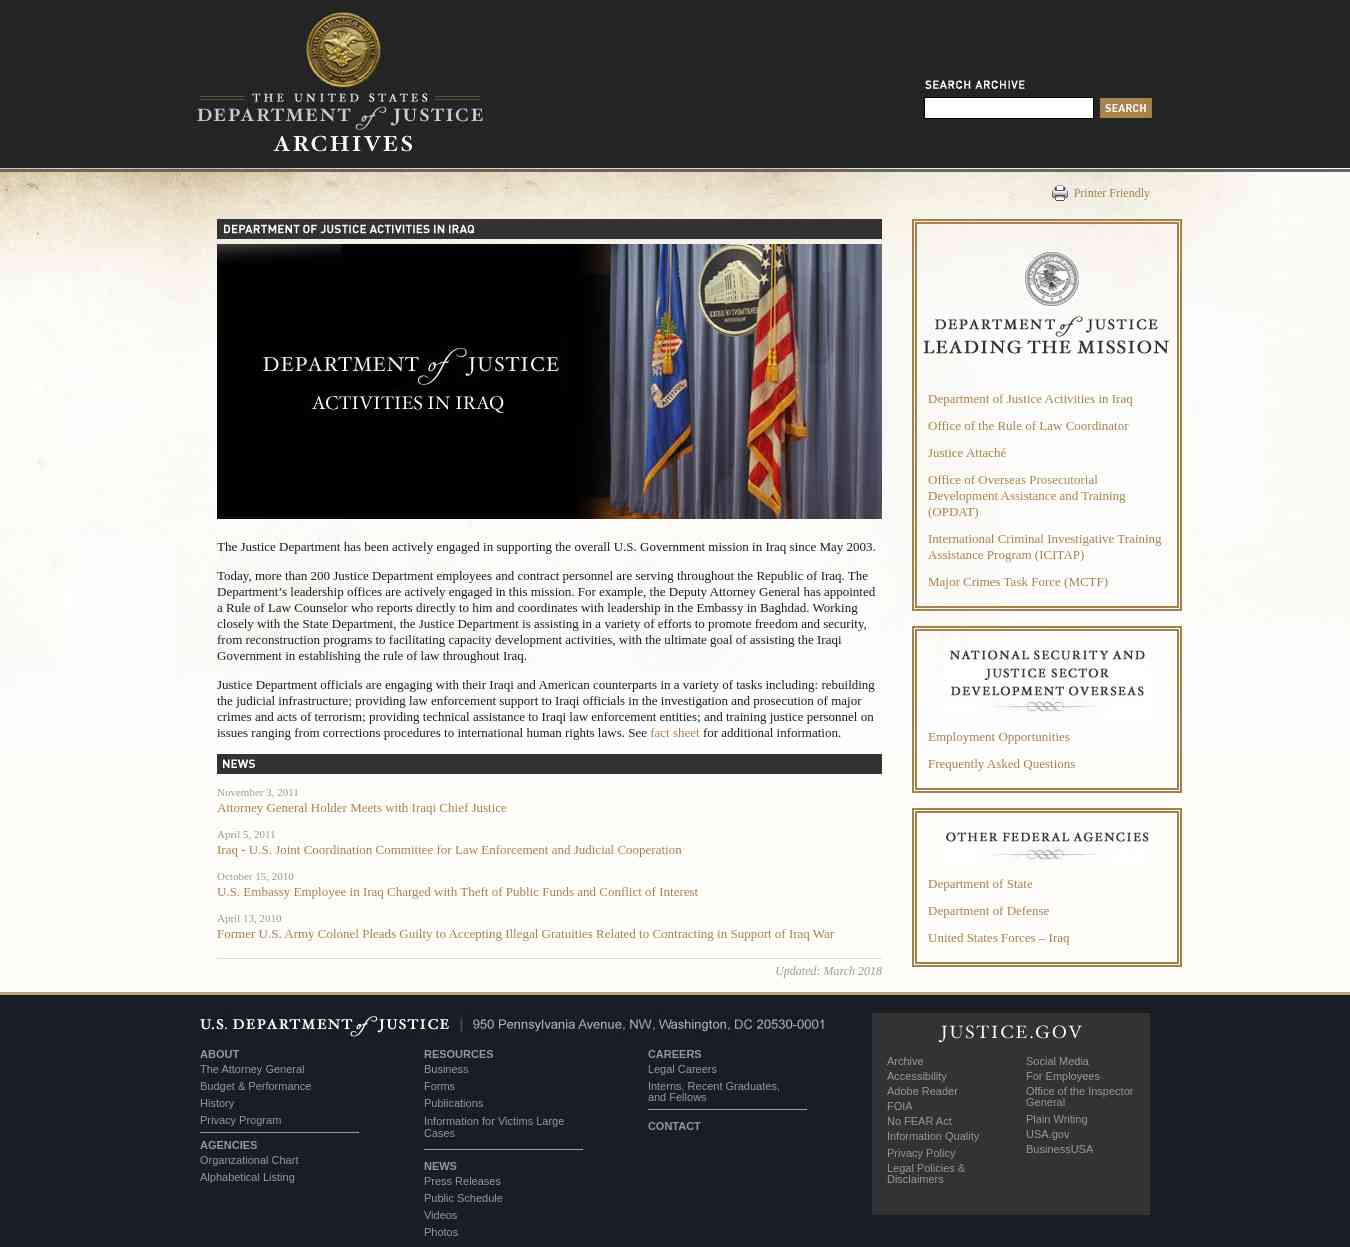 THE UNITED STATES
DEPARTMENT of JUSTICE
ARCHIVES
SEARCH ARCHIVE
SEARCH
Printer Friendly
DEPARTMENT OF JUSTICE ACTIVITIES IN IRAQ
DEPARTMENT of JUSTICE
ACTIVITIES IN IRAQ
The Justice Department has been actively engaged in supporting the overall U.S. Government mission in Iraq since May 2003.
Today, more than 200 Justice Department employees and contract personnel are serving throughout the Republic of Iraq. The
Department's leadership offices are actively engaged in this mission. For example, the Deputy Attorney General has appointed
a Rule of Law Counselor who reports directly to him and coordinates with leadership in the Embassy in Baghdad. Working
closely with the State Department, the Justice Department is assisting in a variety of efforts to promote freedom and security,
from reconstruction programs to facilitating capacity development activities, with the ultimate goal of assisting the Iraqi
Government in establishing the rule of law throughout Iraq.
Justice Department officials are engaging with their Iraqi and American counterparts in a variety of tasks including: rebuilding
the judicial infrastructure; providing law enforcement support to Iraqi officials in the investigation and prosecution of major
crimes and acts of terrorism; providing technical assistance to Iraqi law enforcement entities; and training justice personnel on
issues ranging from corrections procedures to international human rights laws. See fact sheet for additional information.
NEWS
November 3, 2011
Attorney General Holder Meets with Iraqi Chief Justice
April 5, 2011
Iraq - U.S. Joint Coordination Committee for Law Enforcement and Judicial Cooperation
October 15, 2010
U.S. Embassy Employee in Iraq Charged with Theft of Public Funds and Conflict of Interest
April 13, 2010
Former U.S. Army Colonel Pleads Guilty to Accepting Illegal Gratuities Related to Contracting in Support of Iraq War
Updated: March 2018
DEPARTMENT of JUSTICE
LEADING THE MISSION
Department of Justice Activities in Iraq
Office of the Rule of Law Coordinator
Justice Attaché
Office of Overseas Prosecutorial
Development Assistance and Training
(OPDAT)
International Criminal Investigative Training
Assistance Program (ICITAP)
Major Crimes Task Force (MCTF)
NATIONAL SECURITY AND
JUSTICE SECTOR
DEVELOPMENT OVERSEAS
Employment Opportunities
Frequently Asked Questions
OTHER FEDERAL AGENCIES
Department of State
Department of Defense
United States Forces – Iraq
U.S. DEPARTMENT of JUSTICE | 950 Pennsylvania Avenue, NW, Washington, DC 20530-0001
ABOUT
The Attorney General
Budget & Performance
History
Privacy Program
AGENCIES
Organzational Chart
Alphabetical Listing
RESOURCES
Business
Forms
Publications
Information for Victims Large
Cases
NEWS
Press Releases
Public Schedule
Videos
Photos
CAREERS
Legal Careers
Interns, Recent Graduates,
and Fellows
CONTACT
JUSTICE.GOV
Archive
Accessibility
Adobe Reader
FOIA
No FEAR Act
Information Quality
Privacy Policy
Legal Policies &
Disclaimers
Social Media
For Employees
Office of the Inspector
General
Plain Writing
USA.gov
BusinessUSA